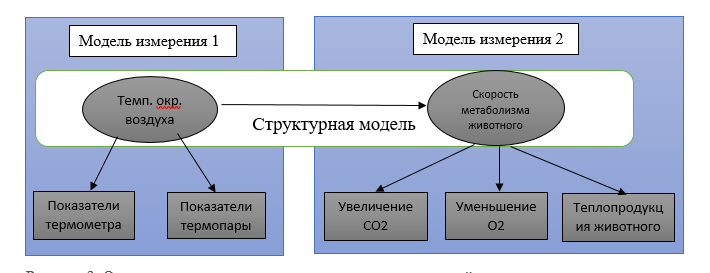 Модель измерения 1
Модель измерения 2
Темп. окр.
воздуха
Скорость
метаболизма
животного
Структурная модель
Показатели
термометра
Показатели
термопары
Увеличение
CO2
Уменьшение
O2
Теплопродукц
ия животного